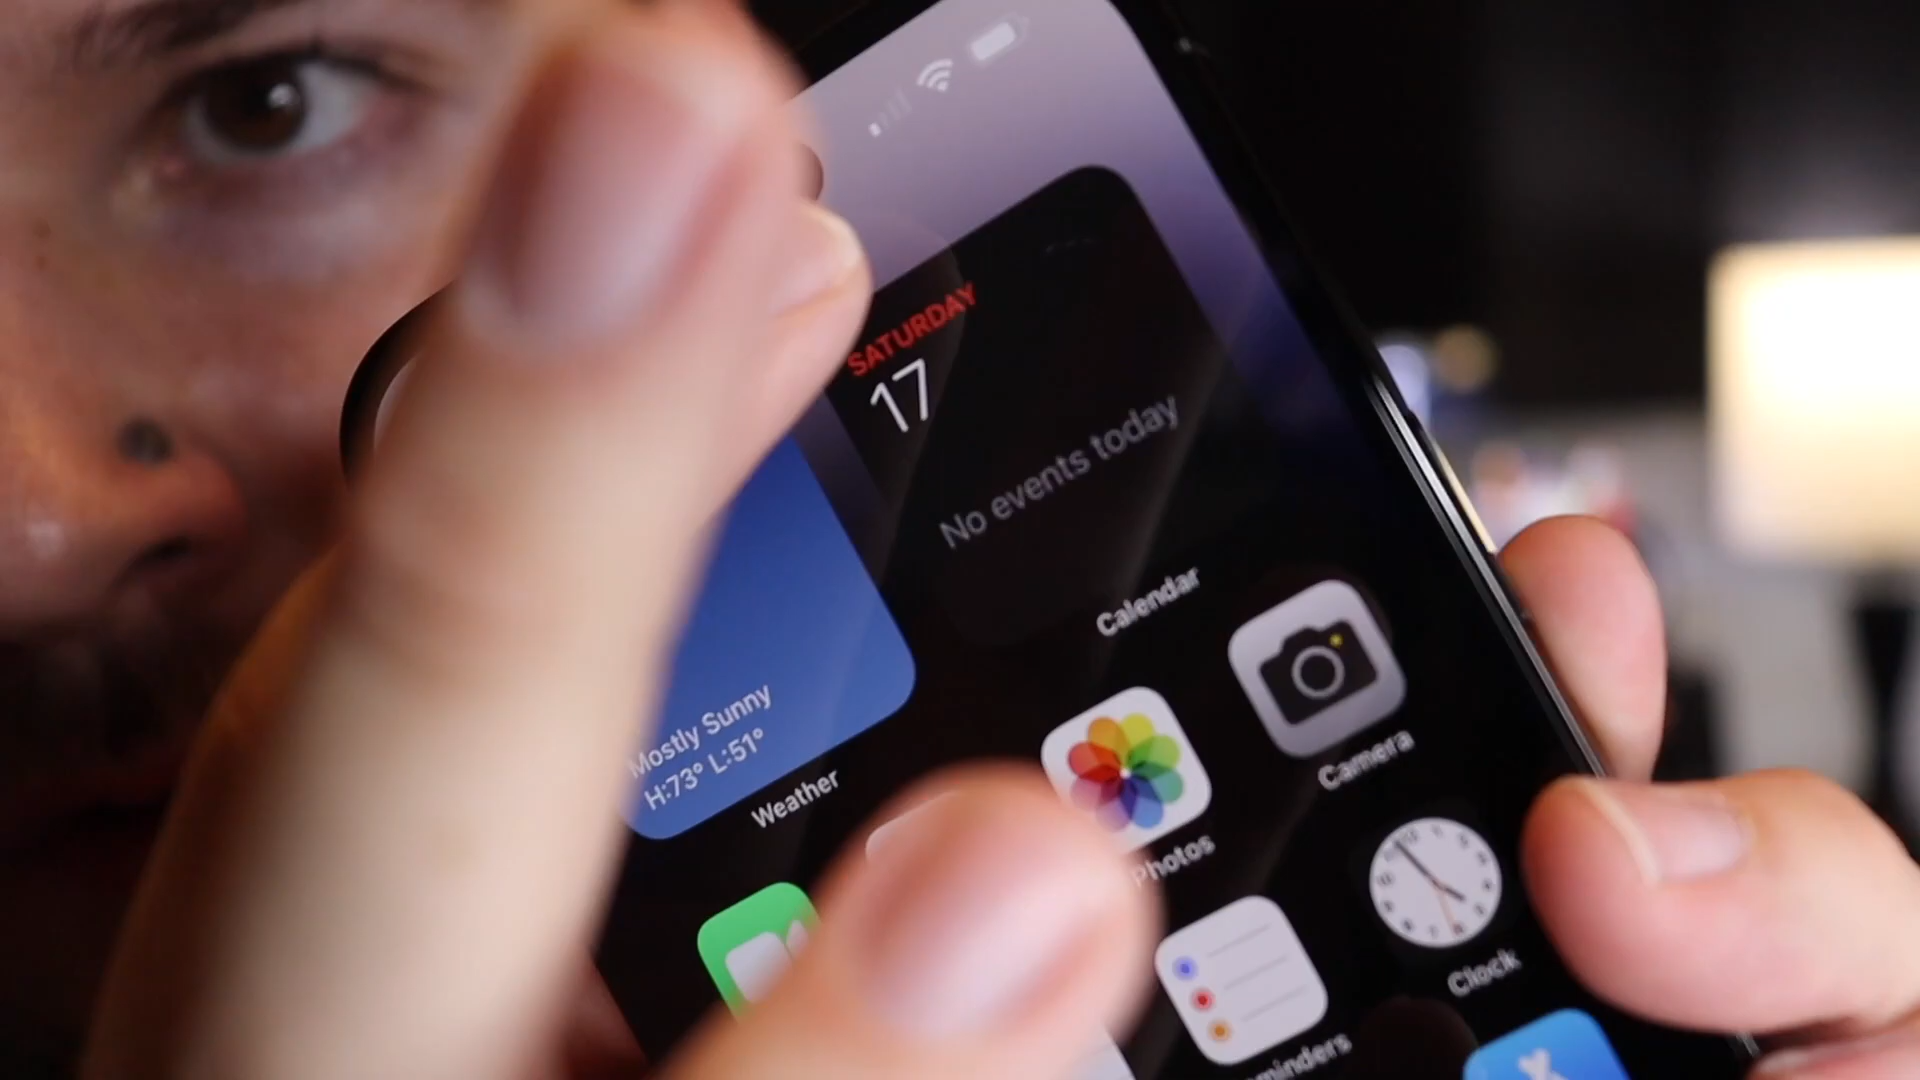 SATURDAY
17
No events today
Calendar
Mostly Sunny
H:73° L:51°
Weather
Camera
Photos
Clock